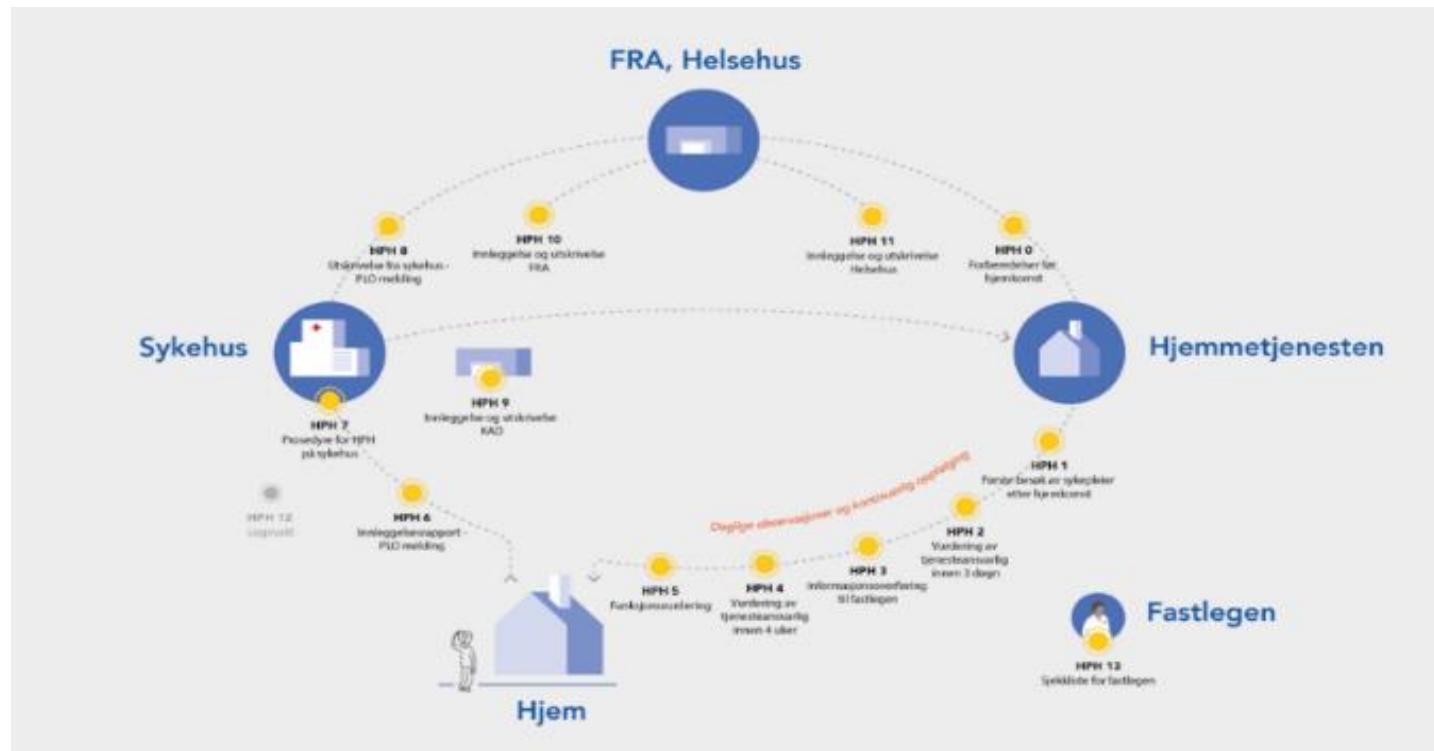 FRA, Helsehus
HPH 8
Utskrivelse fra sykehus -
PLO melding
HPH 10
Innleggelse og utskrivelse
FRA
HPH 11
Innleggelse og utskrivelse
Helsehus
HPH 0
Forberedelser før
hjemkomst
Sykehus
Hjemmetjenesten
HPH 9
Innleggelse og utskrivelse
KAD
HPH 7
Prosedyre for HPH
på sykehus
HPH 1
Første besøk av sykepleier
etter hjemkomst
Daglige observasjoner og kontinuerlig oppfølging
HPH 12
HPH 6
Innleggelsesrapport -
PLO melding
HPH 2
Vurdering av
tjenesteansvarlig
innen 3 døgn
HPH 3
Informasjonsoverføring
til fastlegen
HPH 4
Vurdering av
tjenesteansvarlig
innen 4 uker
HPH 5
Funksjonsvurdering
Fastlegen
HPH 13
Sjekkliste for fastlegen
Hjem